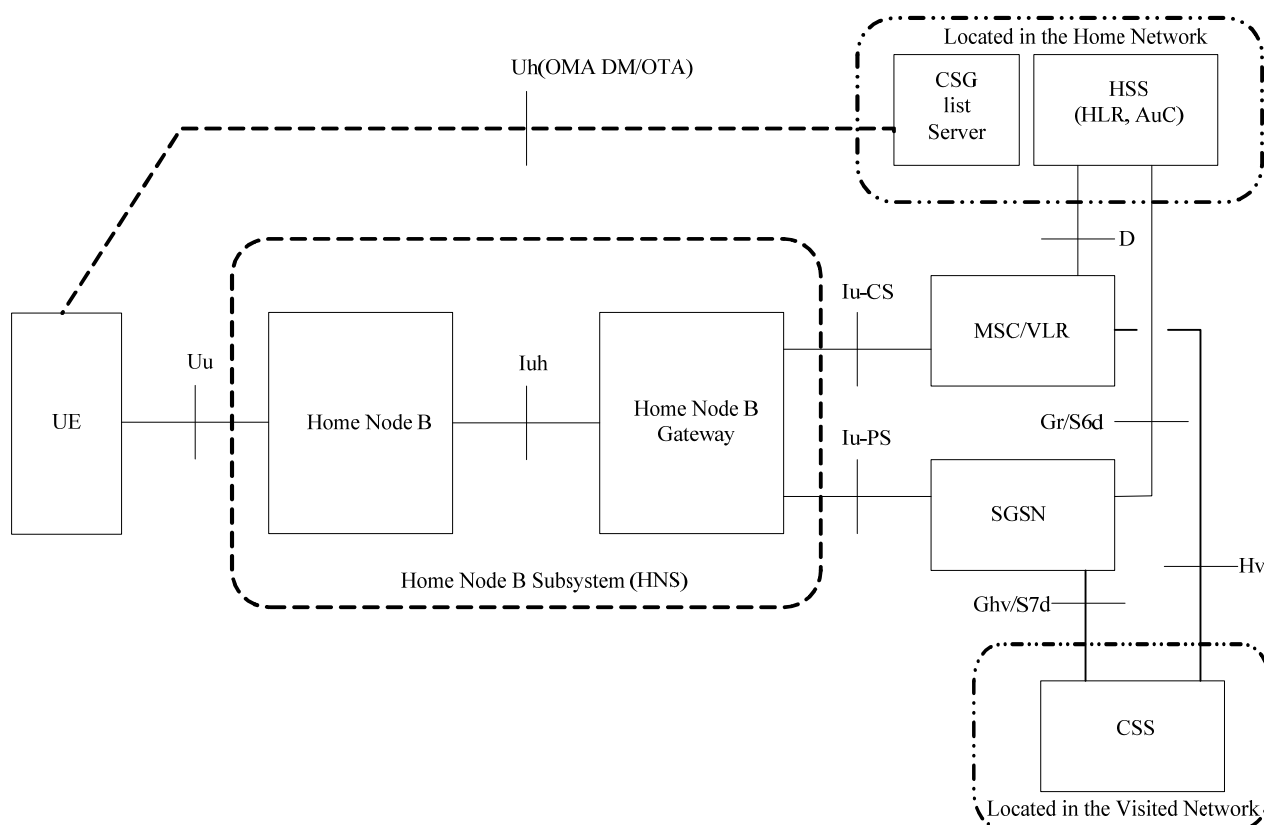 Located in the Home Network
Uh(OMA DM/OTA)
CSG
list
Server
HSS
(HLR, AuC)
D
Iu-CS
MSC/VLR
Uu
Iuh
UE
Home Node B
Home Node B
Gateway
Gr/S6d
Iu-PS
SGSN
Home Node B Subsystem (HNS)
Hv
Ghv/S7d
CSS
Located in the Visited Network